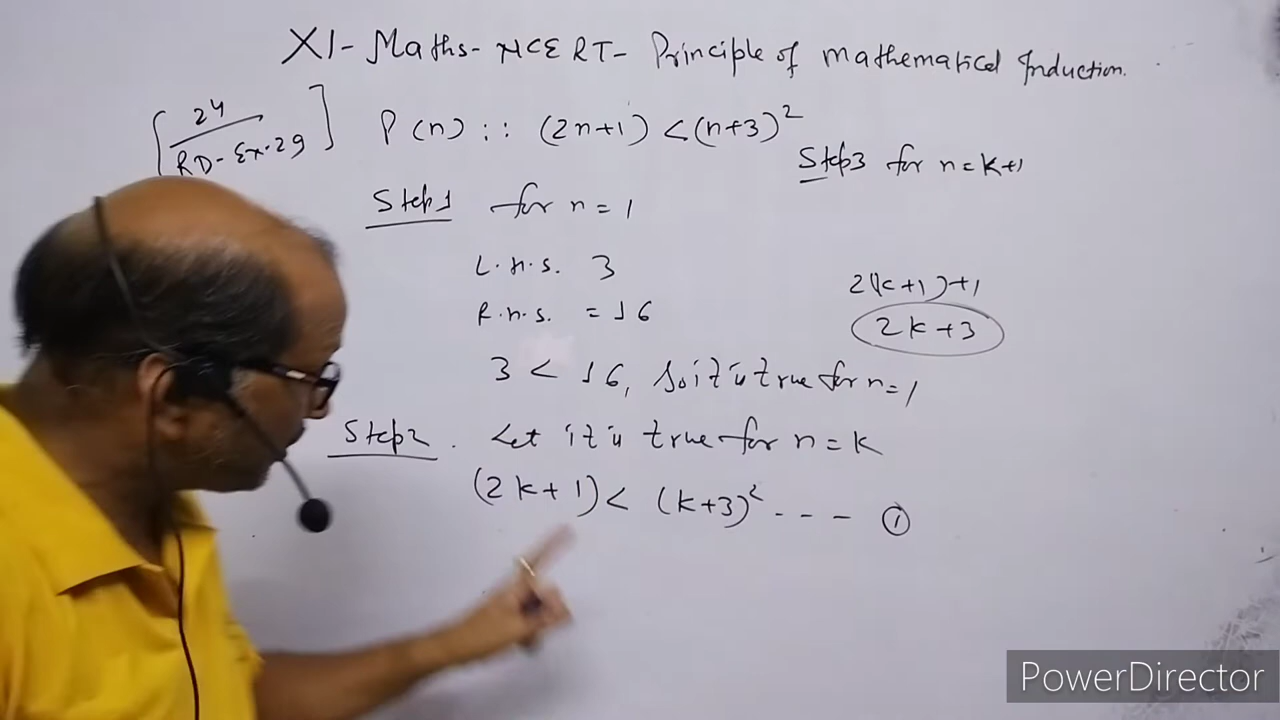 XI - Maths - NCERT - Principle of mathematical Induction.
[24/RD-Ex.29] P(n) :: (2n+1) < (n+3)²
Step3 for n = k+1
Step1 for n = 1
L.H.S. 3
R.H.S. = 16
2(k+1)+1
2k+3
3 < 16, So it is true for n=1
Step2. Let it is true for n = k
(2k+1) < (k+3)² - - - ①
PowerDirector